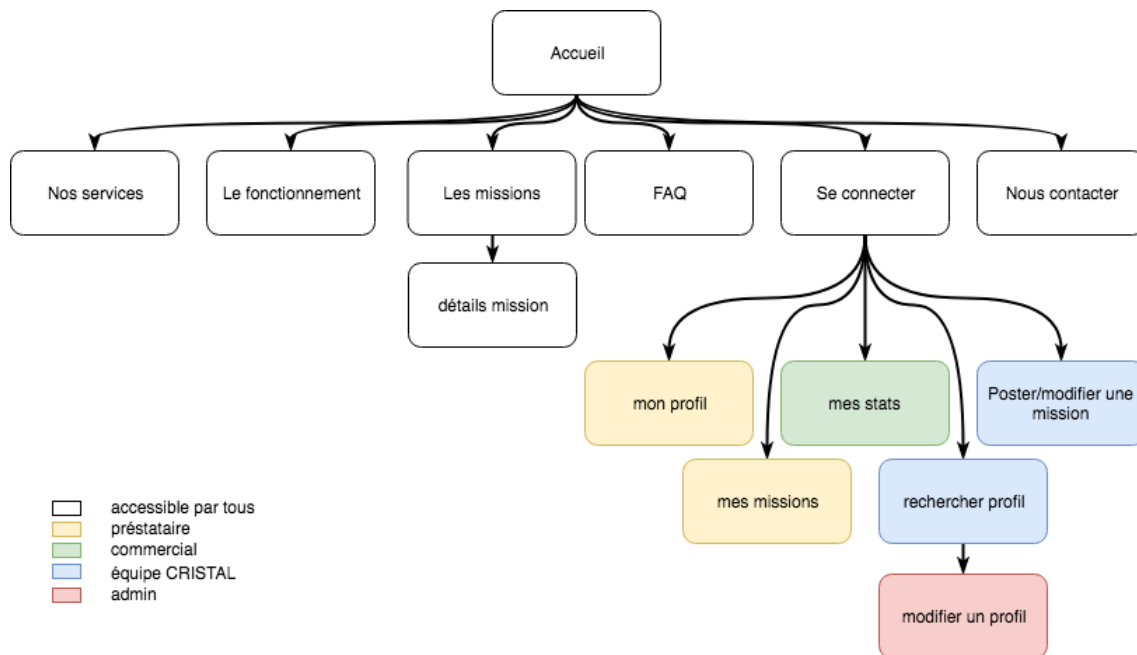 Accueil
Nos services
Le fonctionnement
Les missions
FAQ
Se connecter
Nous contacter
détails mission
mon profil
mes stats
Poster/modifier une
mission
mes missions
rechercher profil
modifier un profil
accessible par tous
préstataire
commercial
équipe CRISTAL
admin